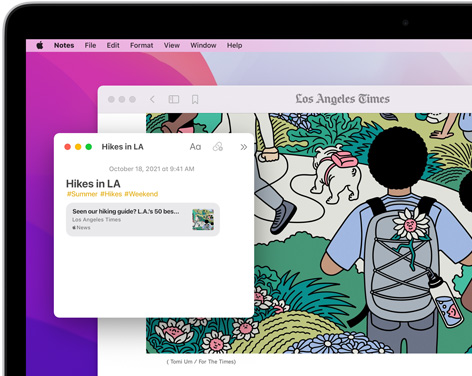 Notes File Edit Format View Window Help
Los Angeles Times
Hikes in LA Aa
October 18, 2021 at 9:41 AM
Hikes in LA
#Summer #Hikes #Weekend
Seen our hiking guide? L.A.'s 50 bes...
Los Angeles Times
News
( Tomi Um / For The Times)